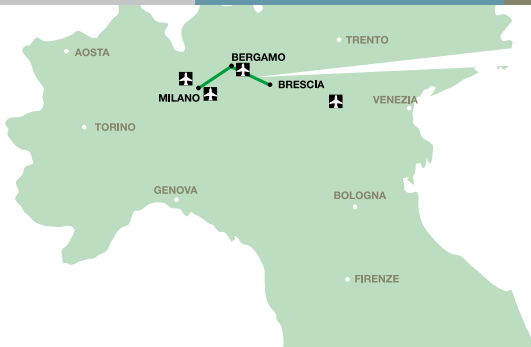 TRENTO
AOSTA
BERGAMO
BRESCIA
MILANO
VENEZIA
TORINO
GENOVA
BOLOGNA
FIRENZE